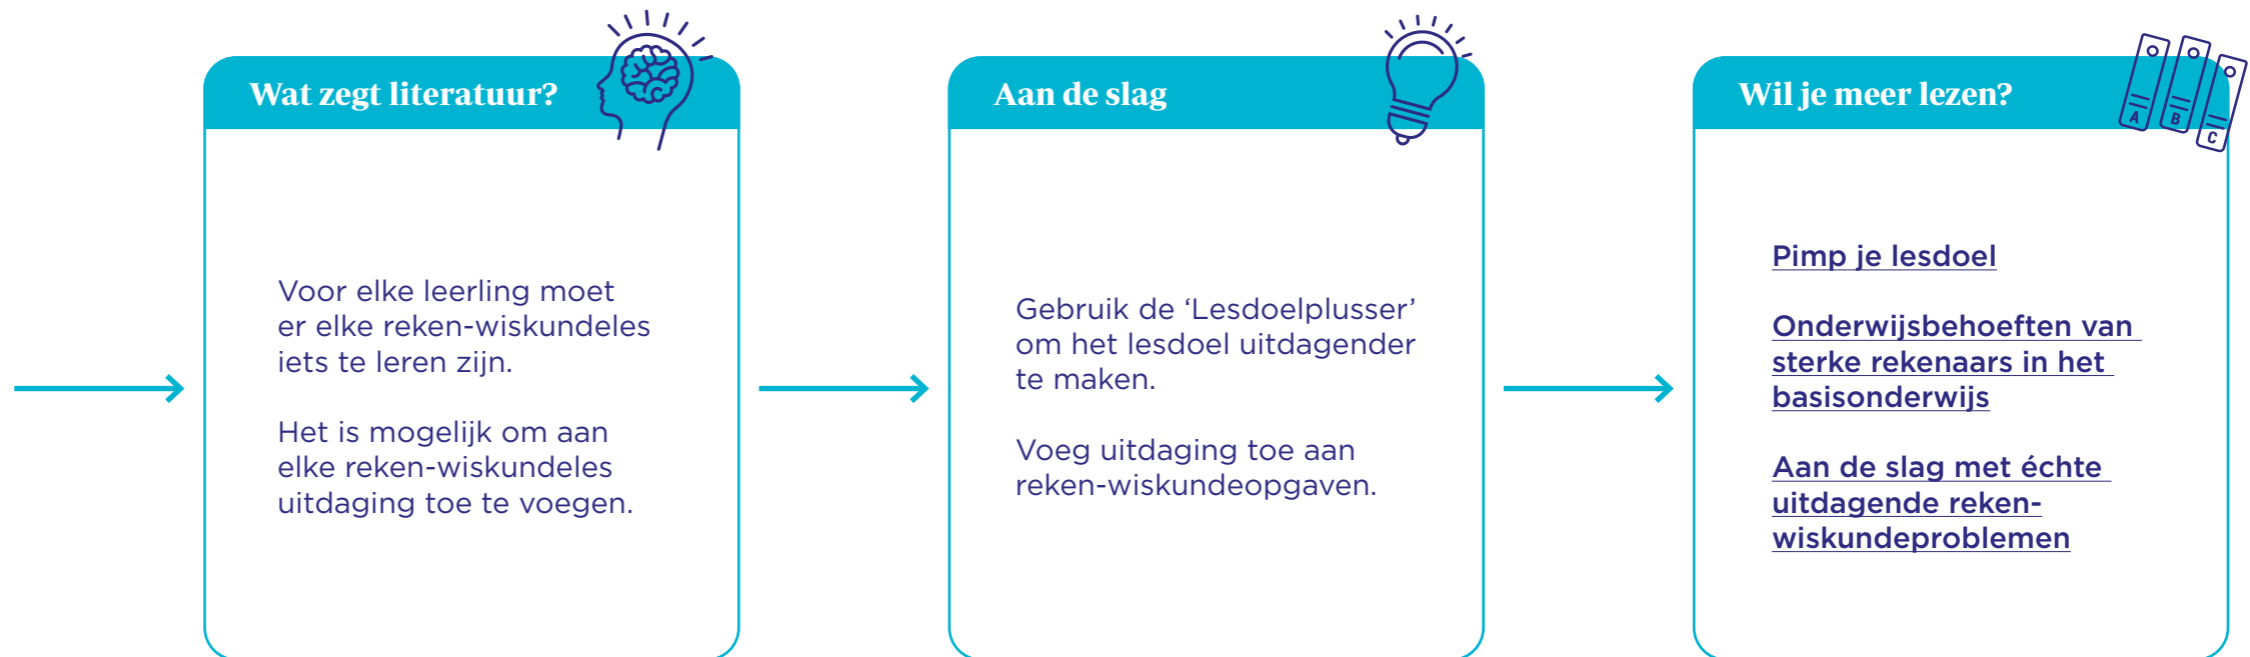 Wat zegt literatuur?
Voor elke leerling moet
er elke reken-wiskundeles
iets te leren zijn.
Het is mogelijk om aan
elke reken-wiskundeles
uitdaging toe te voegen.
Aan de slag
Gebruik de ‘Lesdoelplusser’
om het lesdoel uitdagender
te maken.
Voeg uitdaging toe aan
reken-wiskundeopgaven.
Wil je meer lezen?
A
B
C
Pimp je lesdoel
Onderwijsbehoeften van
sterke rekenaars in het
basisonderwijs
Aan de slag met échte
uitdagende reken-
wiskundeproblemen